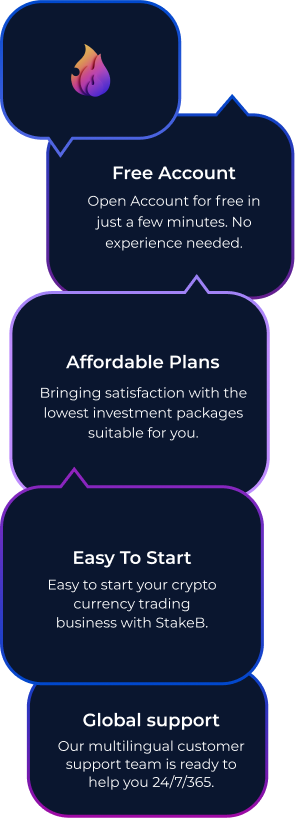 Free Account
Open Account for free in
just a few minutes. No
experience needed.
Affordable Plans
Bringing satisfaction with the
lowest investment packages
suitable for you.
Easy To Start
Easy to start your crypto
currency trading
business with StakeB.
Global support
Our multilingual customer
support team is ready to
help you 24/7/365.